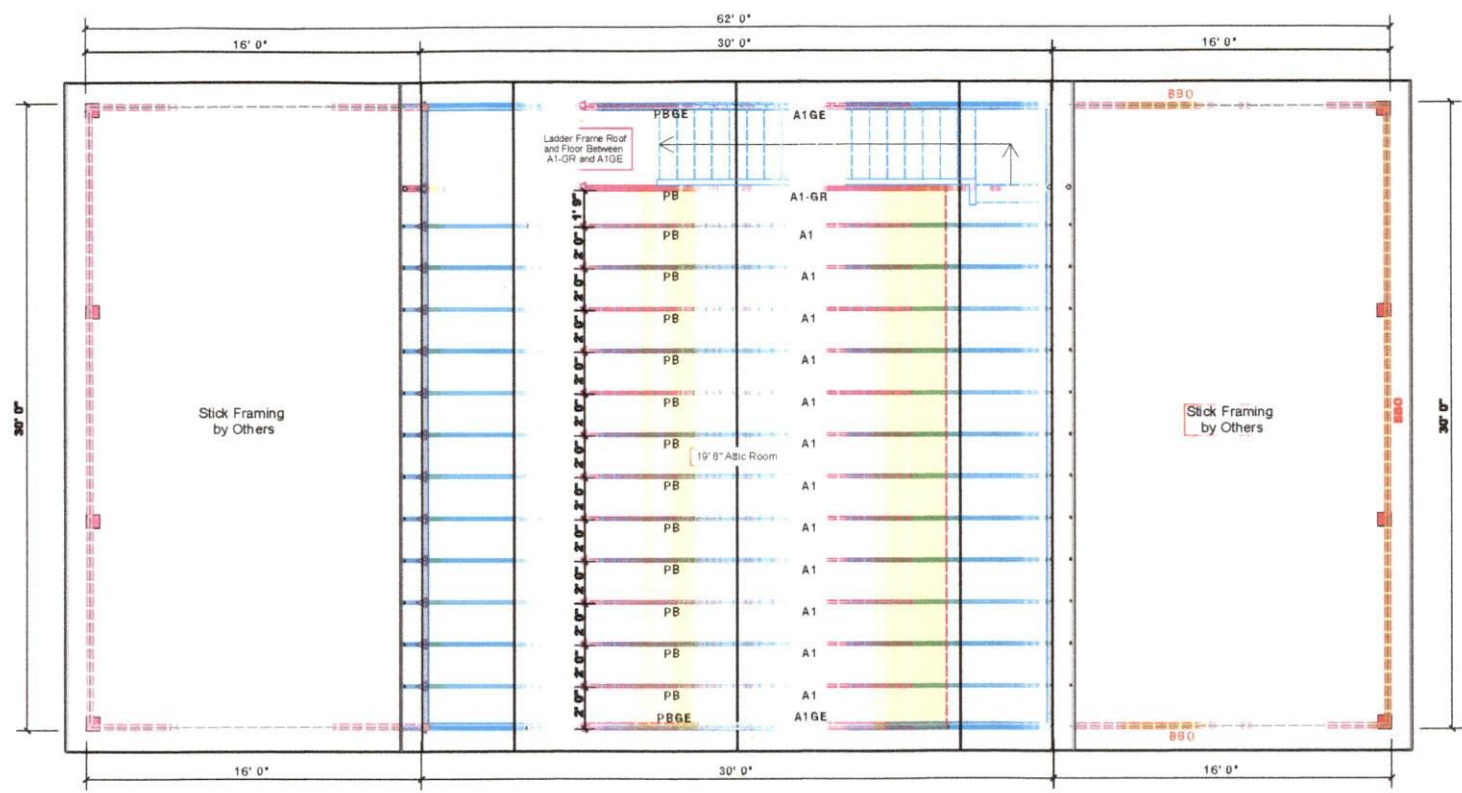 62' 0"
16' 0" 30' 0" 16' 0"
BBO
PBGE A1GE
Ladder Frame Roof
and Floor Between
A1-GR and A1GE
1' 9" PB A1-GR
2' 0" PB A1
2' 0" PB A1
2' 0" PB A1
2' 0" PB A1
2' 0" PB A1
30' 0" Stick Framing
by Others
Stick Framing
by Others
BBO 30' 0"
2' 0" PB A1
19' 8" Attic Room
2' 0" PB A1
2' 0" PB A1
2' 0" PB A1
2' 0" PB A1
2' 0" PB A1
2' 0" PB A1
2' 0" PBGE A1GE
BBO
16' 0" 30' 0" 16' 0"